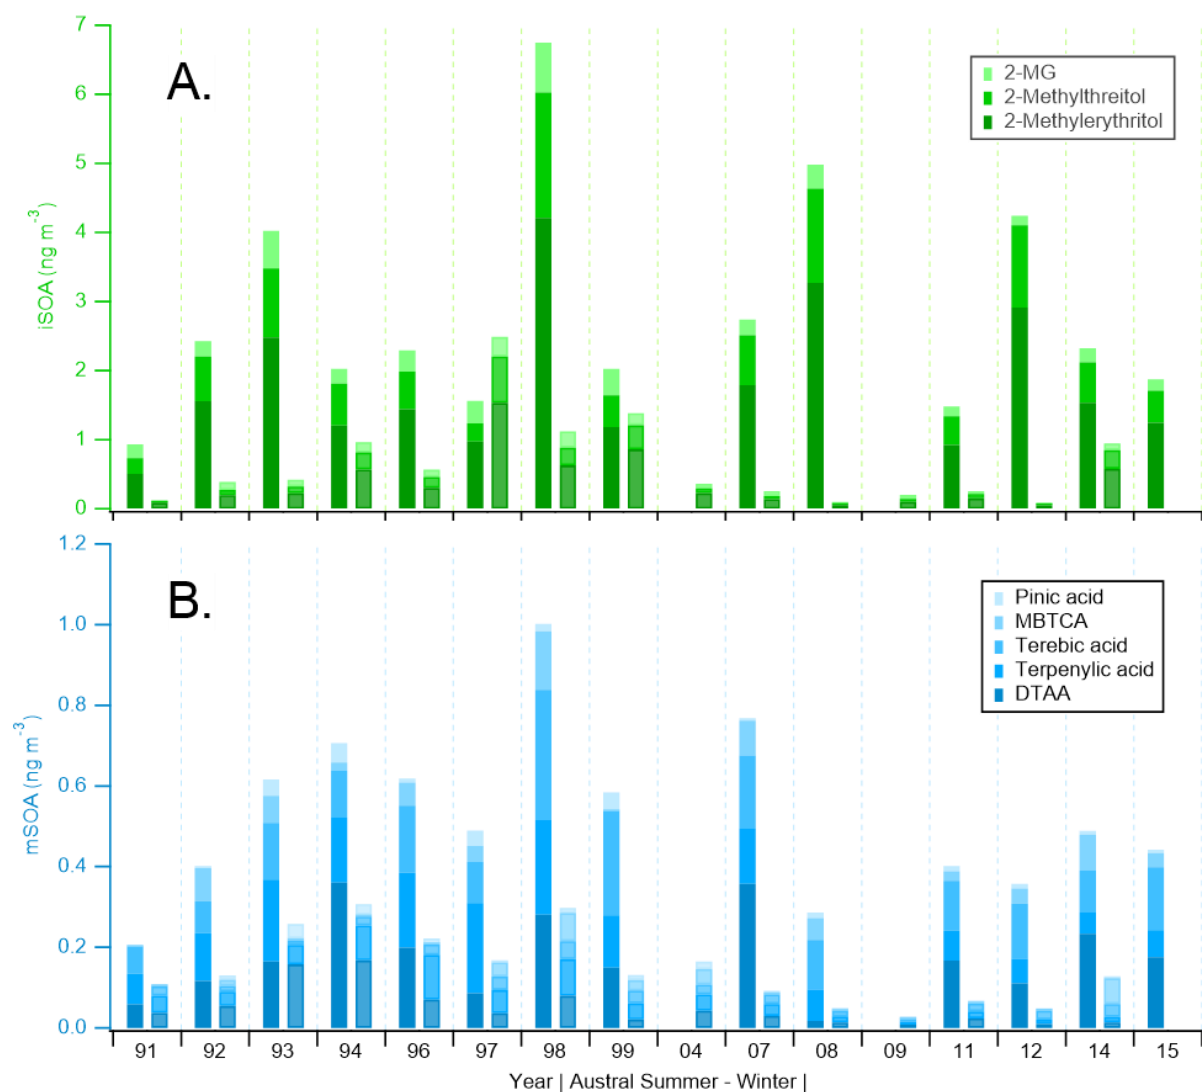 A.
7
6
5
4
3
2
1
0
iSOA (ng m⁻³)
2-MG
2-Methylthreitol
2-Methylerythritol
B.
1.2
1.0
0.8
0.6
0.4
0.2
0.0
mSOA (ng m⁻³)
Pinic acid
MBTCA
Terebic acid
Terpenylic acid
DTAA
91 92 93 94 96 97 98 99 04 07 08 09 11 12 14 15
Year | Austral Summer - Winter |